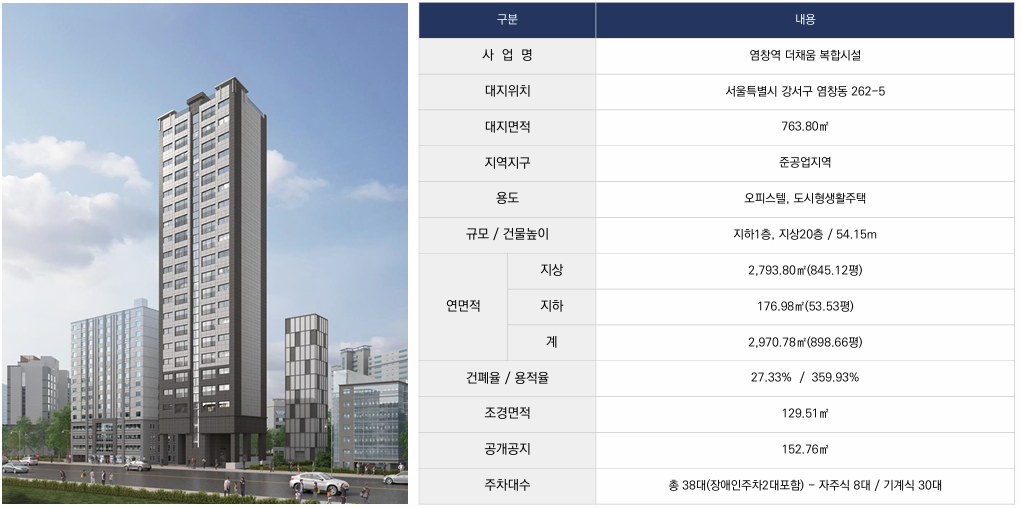 구분 내용
사 업 명 염창역 더채움 복합시설
대지위치 서울특별시 강서구 염창동 262-5
대지면적 763.80㎡
지역지구 준공업지역
용도 오피스텔, 도시형생활주택
규모 / 건물높이 지하1층, 지상20층 / 54.15m
연면적 지상 2,793.80㎡(845.12평)
지하 176.98㎡(53.53평)
계 2,970.78㎡(898.66평)
건폐율 / 용적율 27.33% / 359.93%
조경면적 129.51㎡
공개공지 152.76㎡
주차대수 총 38대(장애인주차2대포함) - 자주식 8대 / 기계식 30대